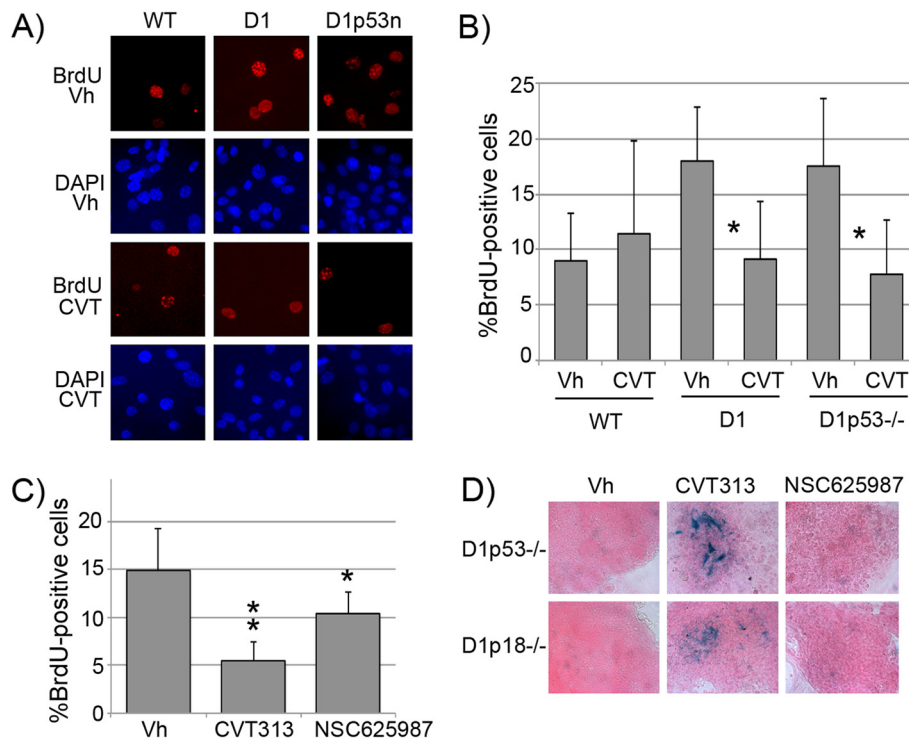 A)
WT D1 D1p53n
BrdU
Vh
DAPI
Vh
BrdU
CVT
DAPI
CVT
B)
%BrdU-positive cells
25
20
15
10
5
0
* *
Vh CVT Vh CVT Vh CVT
WT D1 D1p53-/-
C)
%BrdU-positive cells
20
15
10
5
0
*
*
*
Vh CVT313 NSC625987
D)
Vh CVT313 NSC625987
D1p53-/-
D1p18-/-